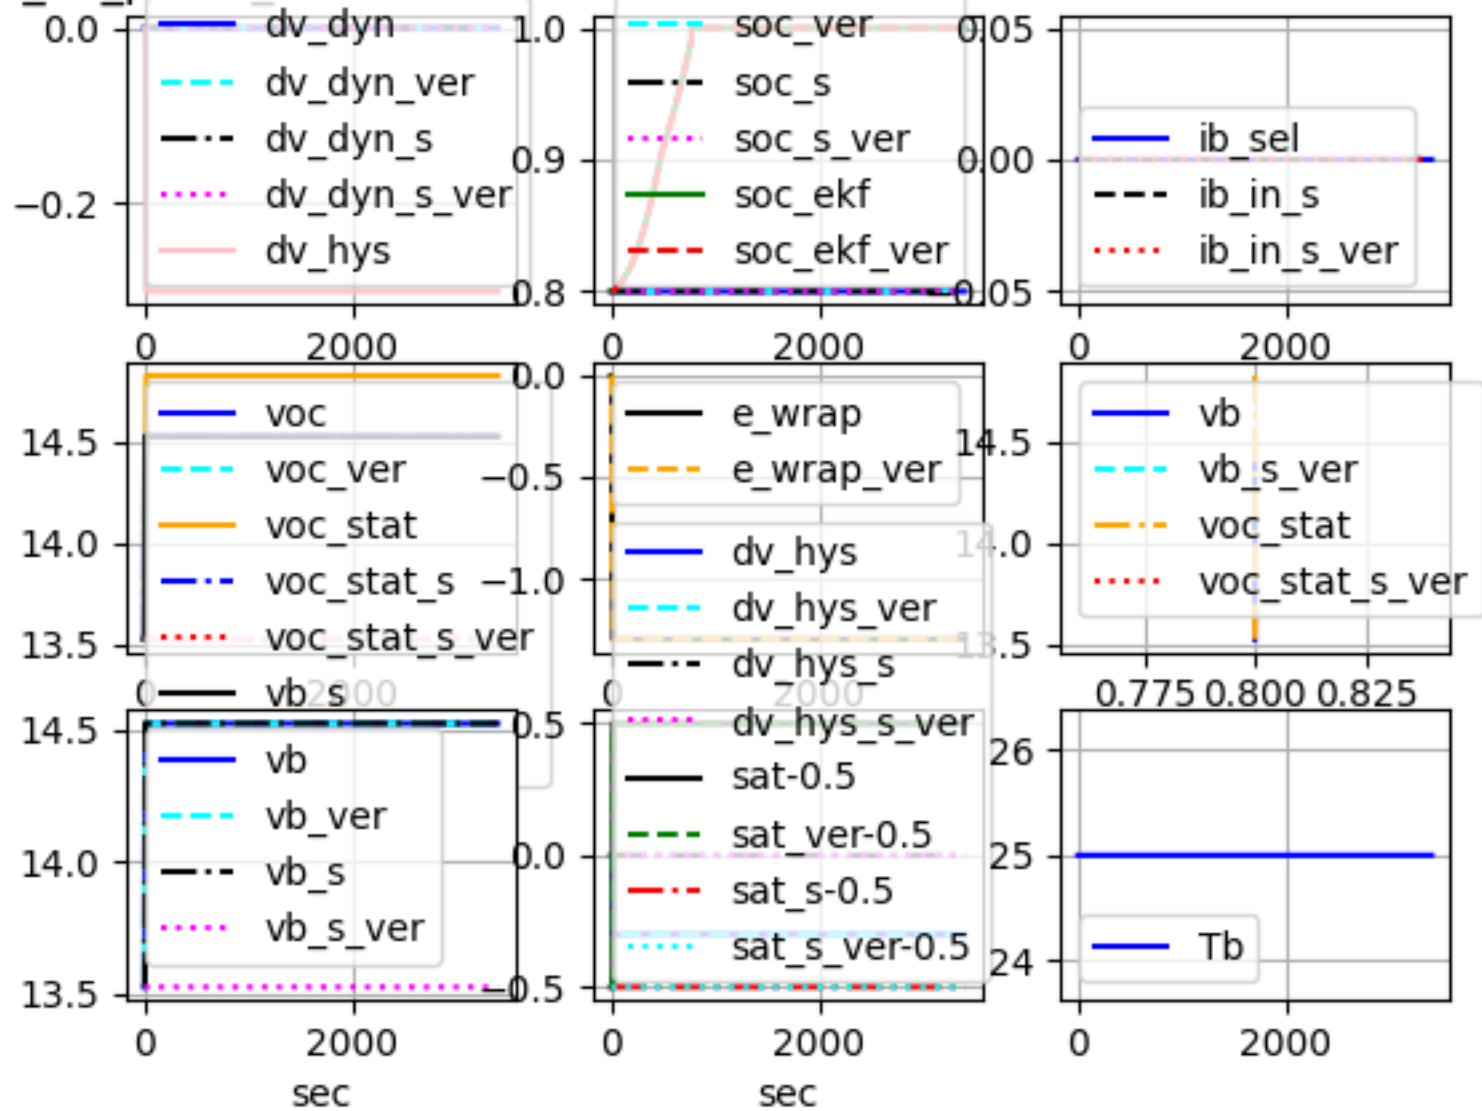 0.0
−0.2
dv_dyn
dv_dyn_ver
dv_dyn_s
dv_dyn_s_ver
dv_hys
0 2000
1.0
0.9
0.8
soc_ver
soc_s
soc_s_ver
soc_ekf
soc_ekf_ver
0 2000
0.05
0.00
−0.05
ib_sel
ib_in_s
ib_in_s_ver
0 2000
14.5
14.0
13.5
voc
voc_ver
voc_stat
voc_stat_s
voc_stat_s_ver
vb_s
0 2000
0.0
−0.5
−1.0
e_wrap
e_wrap_ver
0 2000
14.5
14.0
13.5
vb
vb_s_ver
voc_stat
voc_stat_s_ver
0.775 0.800 0.825
14.5
14.0
13.5
vb
vb_ver
vb_s
vb_s_ver
0 2000
sec
0.5
0.0
−0.5
dv_hys
dv_hys_ver
dv_hys_s
dv_hys_s_ver
sat-0.5
sat_ver-0.5
sat_s-0.5
sat_s_ver-0.5
0 2000
sec
26
25
24
Tb
0 2000